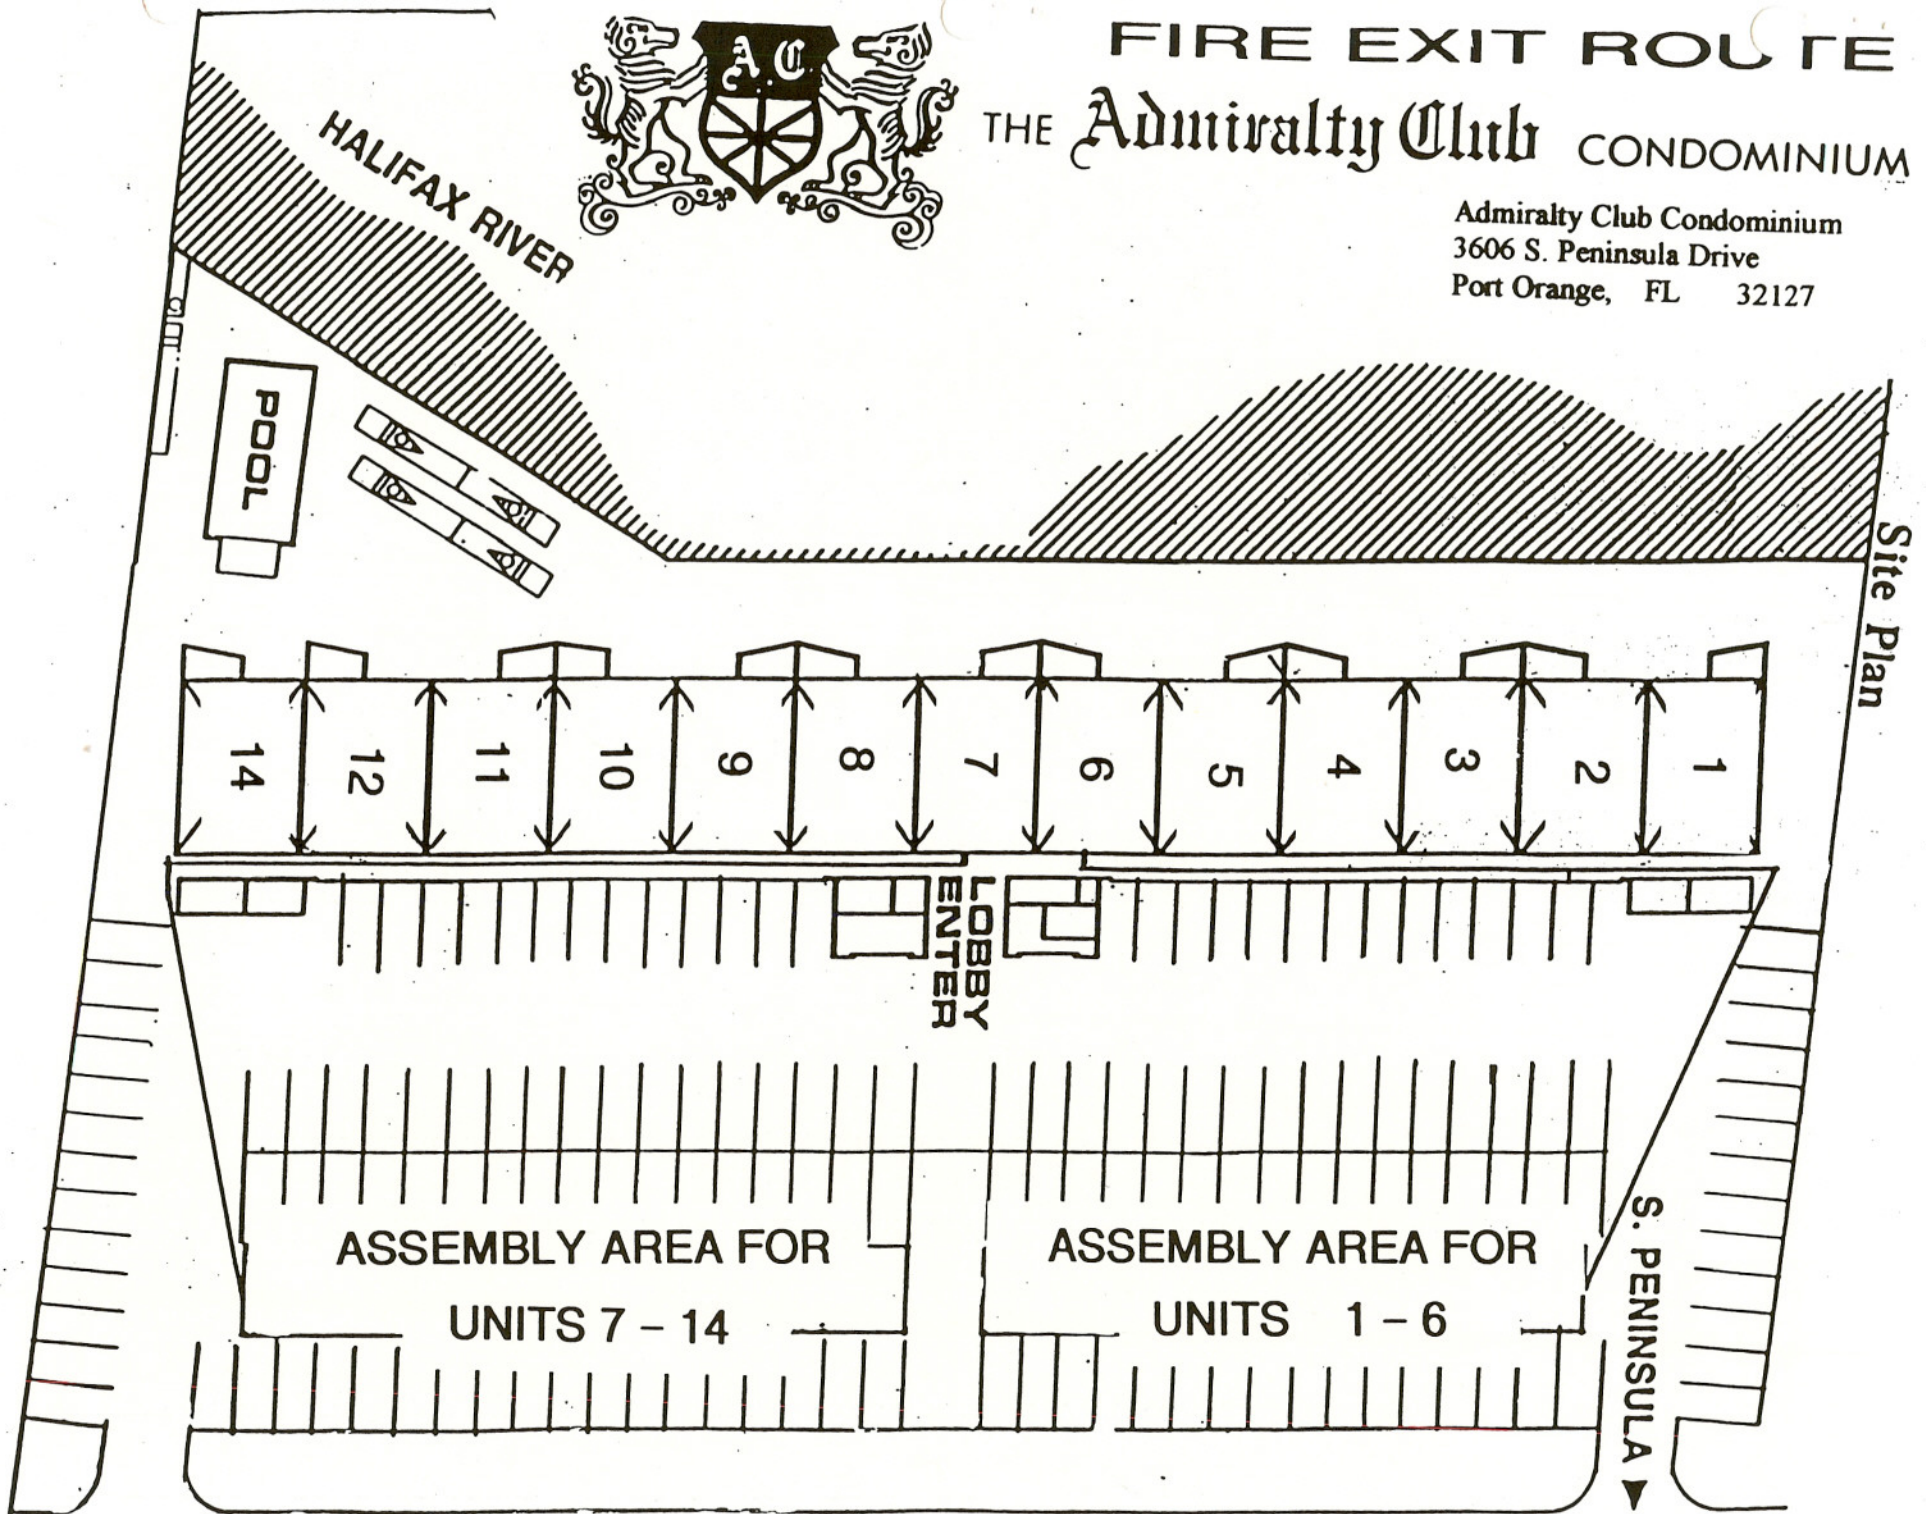 FIRE EXIT ROUTE
A C
THE Admiralty Club CONDOMINIUM
Admiralty Club Condominium
3606 S. Peninsula Drive
Port Orange, FL 32127
HALIFAX RIVER
Site Plan
POOL
14 12 11 10 9 8 7 6 5 4 3 2 1
LOBBY
ENTER
ASSEMBLY AREA FOR
UNITS 7 – 14
ASSEMBLY AREA FOR
UNITS 1 – 6
S. PENINSULA